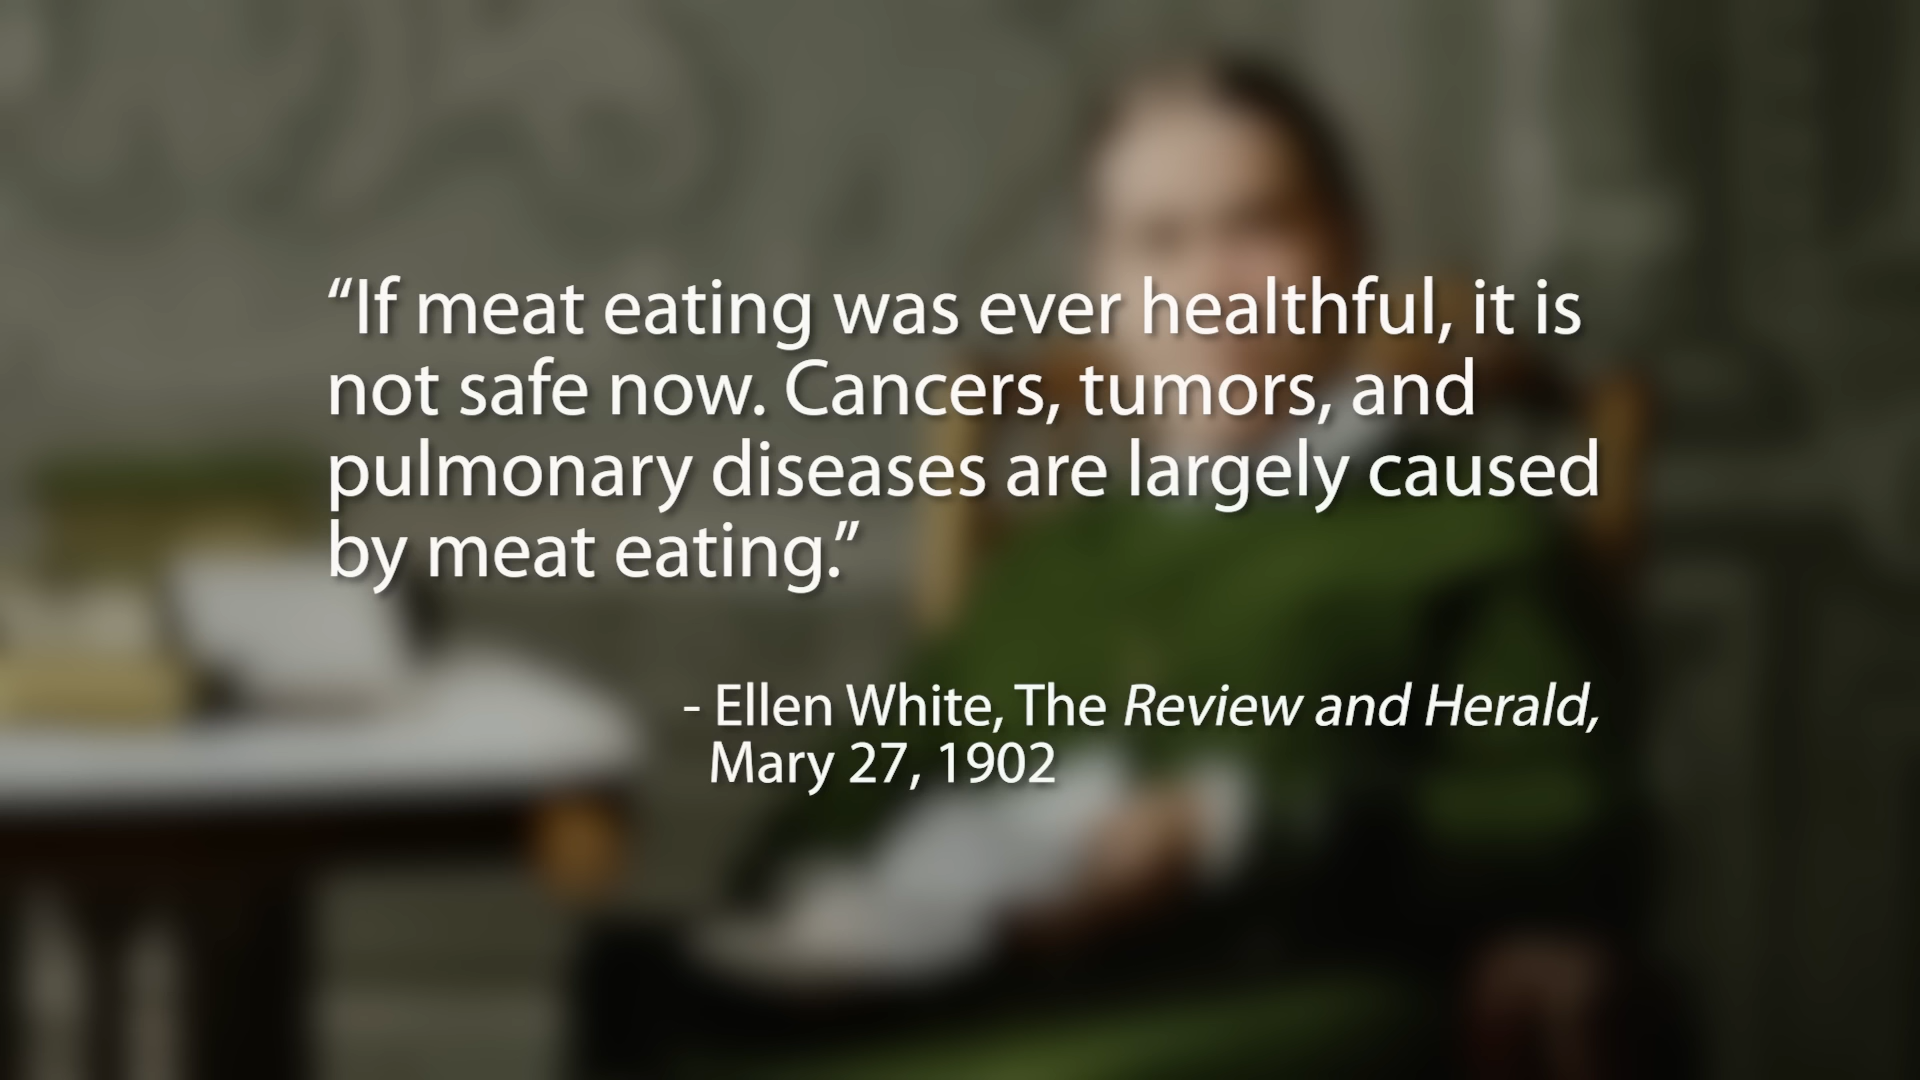 “If meat eating was ever healthful, it is
not safe now. Cancers, tumors, and
pulmonary diseases are largely caused
by meat eating.”
- Ellen White, The Review and Herald,
Mary 27, 1902